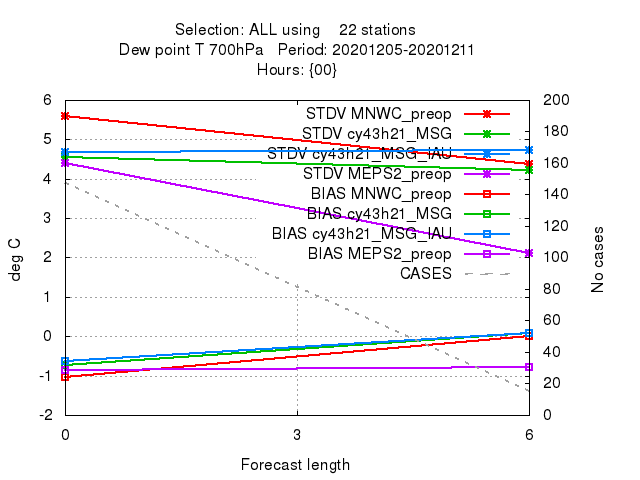 Selection: ALL using 22 stations
Dew point T 700hPa Period: 20201205-20201211
Hours: {00}
6 200
5 180
4 160
3 140
2 120
1 100
0 80
-1 60
-2 40
20
0
deg C
No cases
STDV MNWC_preop
STDV cy43h21_MSG
STDV cy43h21_MSG_IAU
STDV MEPS2_preop
BIAS MNWC_preop
BIAS cy43h21_MSG
BIAS cy43h21_MSG_IAU
BIAS MEPS2_preop
CASES
0 3 6
Forecast length